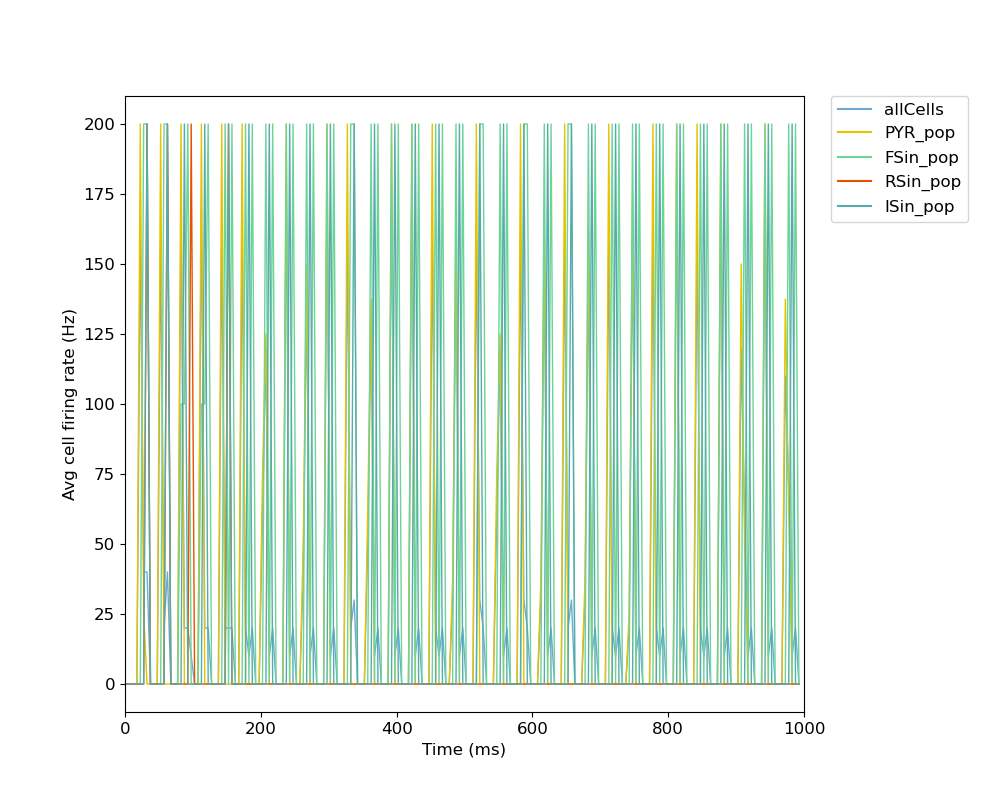 allCells
PYR_pop
FSin_pop
RSin_pop
ISin_pop
200
175
150
125
100
75
50
25
0
Avg cell firing rate (Hz)
0 200 400 600 800 1000
Time (ms)